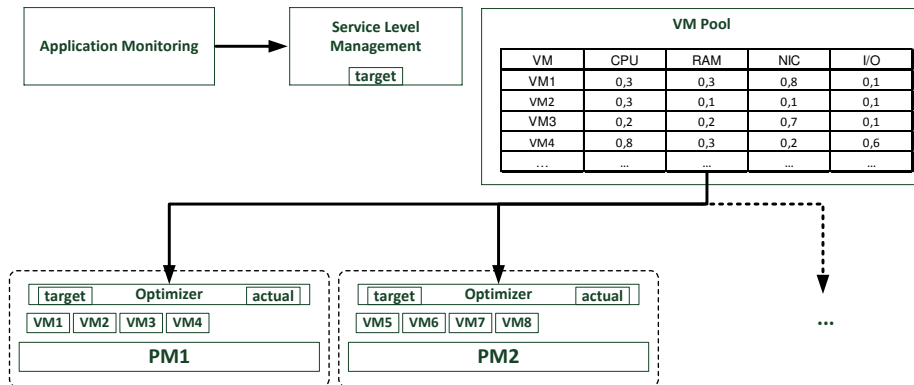 Application Monitoring
Service Level
Management
target
VM Pool
VM CPU RAM NIC I/O
VM1 0,3 0,3 0,8 0,1
VM2 0,3 0,1 0,1 0,1
VM3 0,2 0,2 0,7 0,1
VM4 0,8 0,3 0,2 0,6
... ... ... ... ...
target Optimizer actual
VM1 VM2 VM3 VM4
PM1
target Optimizer actual
VM5 VM6 VM7 VM8
PM2
...